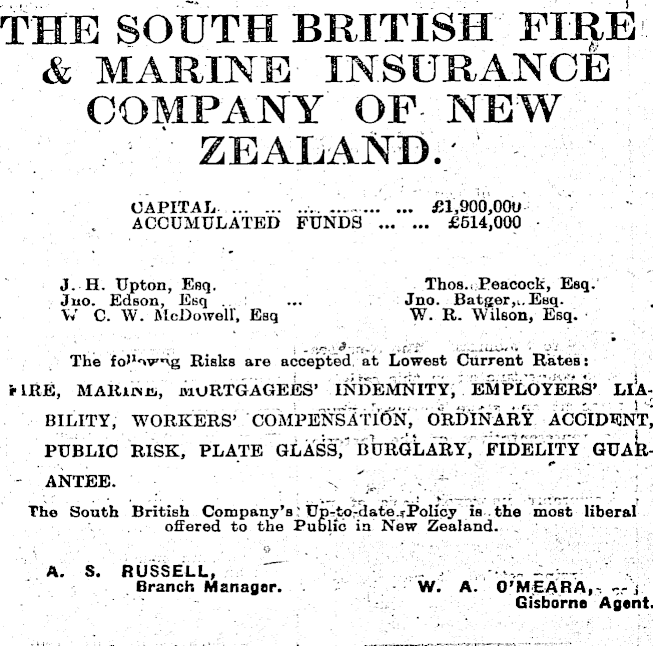 THE SOUTH BRITISH FIRE
& MARINE INSURANCE
COMPANY OF NEW
ZEALAND.
CAPITAL ... ... ... ... ... ... £1,900,000
ACCUMULATED FUNDS ... ... £514,000
J. H. Upton, Esq. Thos. Peacock, Esq.
Jno. Edson, Esq ... ... Jno. Batger, Esq.
W C. W. McDowell, Esq W. R. Wilson, Esq.
The following Risks are accepted at Lowest Current Rates:
FIRE, MARINE, MORTGAGEES' INDEMNITY, EMPLOYERS' LIA-
BILITY, WORKERS' COMPENSATION, ORDINARY ACCIDENT,
PUBLIC RISK, PLATE GLASS, BURGLARY, FIDELITY GUAR-
ANTEE.
The South British Company's Up-to-date Policy is the most liberal
offered to the Public in New Zealand.
A. S. RUSSELL,
Branch Manager.
W. A. O'MEARA,
Gisborne Agent.